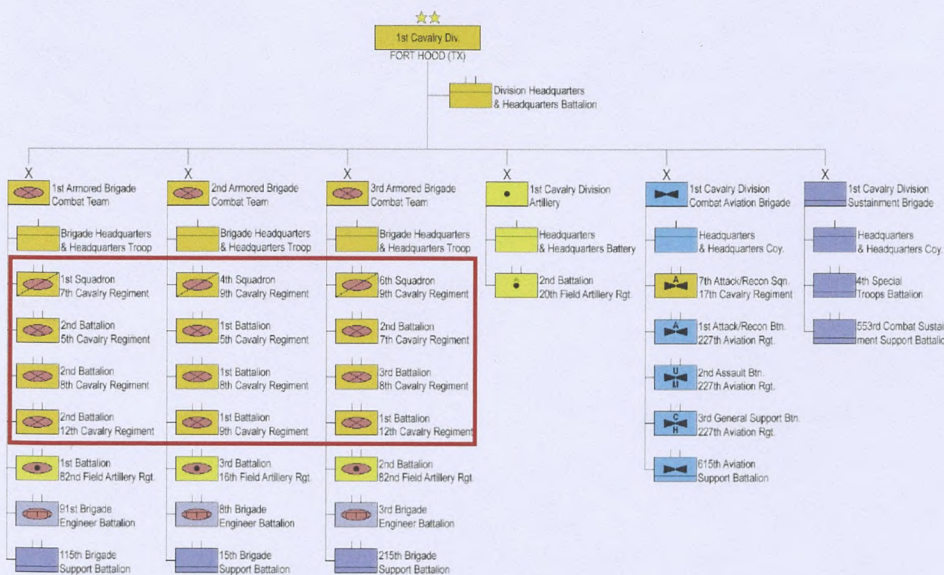 1st Cavalry Div.
FORT HOOD (TX)
Division Headquarters
& Headquarters Battalion
X
1st Armored Brigade
Combat Team
Brigade Headquarters
& Headquarters Troop
1st Squadron
7th Cavalry Regiment
2nd Battalion
5th Cavalry Regiment
2nd Battalion
8th Cavalry Regiment
2nd Battalion
12th Cavalry Regiment
1st Battalion
82nd Field Artillery Rgt.
91st Brigade
Engineer Battalion
115th Brigade
Support Battalion
X
2nd Armored Brigade
Combat Team
Brigade Headquarters
& Headquarters Troop
4th Squadron
9th Cavalry Regiment
1st Battalion
5th Cavalry Regiment
1st Battalion
8th Cavalry Regiment
1st Battalion
9th Cavalry Regiment
3rd Battalion
16th Field Artillery Rgt.
8th Brigade
Engineer Battalion
15th Brigade
Support Battalion
X
3rd Armored Brigade
Combat Team
Brigade Headquarters
& Headquarters Troop
6th Squadron
9th Cavalry Regiment
2nd Battalion
7th Cavalry Regiment
3rd Battalion
8th Cavalry Regiment
1st Battalion
12th Cavalry Regiment
2nd Battalion
82nd Field Artillery Rgt.
3rd Brigade
Engineer Battalion
215th Brigade
Support Battalion
X
1st Cavalry Division
Artillery
Headquarters
& Headquarters Battery
2nd Battalion
20th Field Artillery Rgt.
X
1st Cavalry Division
Combat Aviation Brigade
Headquarters
& Headquarters Coy.
A
7th Attack/Recon Sqn.
17th Cavalry Regiment
A
1st Attack/Recon Btn.
227th Aviation Rgt.
U
M
2nd Assault Btn.
227th Aviation Rgt.
C
H
3rd General Support Btn.
227th Aviation Rgt.
615th Aviation
Support Battalion
X
1st Cavalry Division
Sustainment Brigade
Headquarters
& Headquarters Coy.
4th Special
Troops Battalion
553rd Combat Sustain-
ment Support Battalio